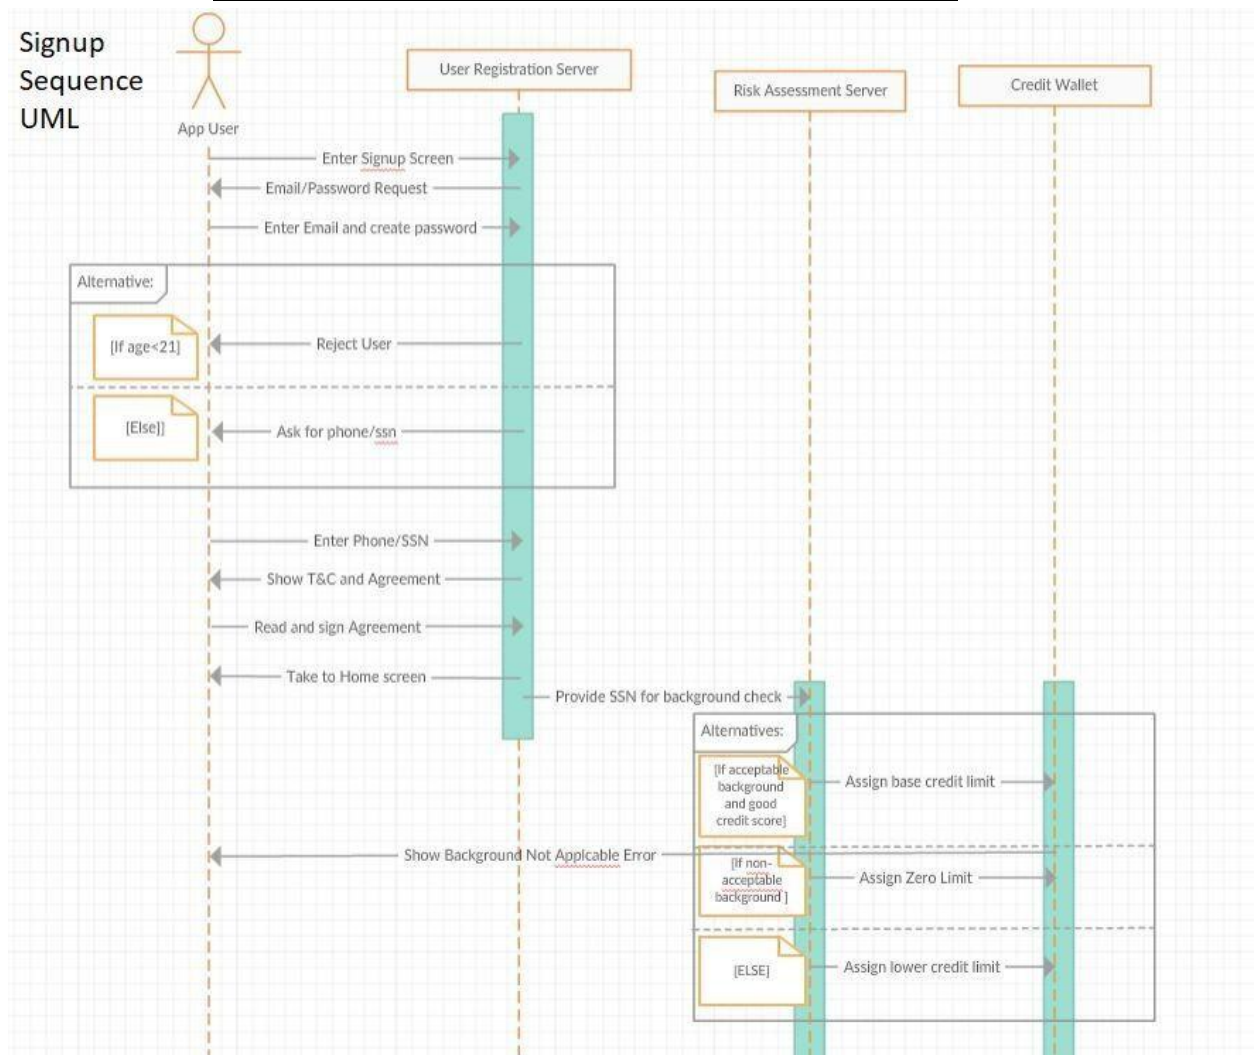 Signup
Sequence
UML
App User
User Registration Server
Risk Assessment Server
Credit Wallet
Enter Signup Screen
Email/Password Request
Enter Email and create password
Alternative:
[If age<21]
Reject User
[Else]]
Ask for phone/ssn
Enter Phone/SSN
Show T&C and Agreement
Read and sign Agreement
Take to Home screen
Provide SSN for background check
Alternatives:
[If acceptable
background
and good
credit score]
Assign base credit limit
Show Background Not Applcable Error
[If non-
acceptable
background ]
Assign Zero Limit
[ELSE]
Assign lower credit limit